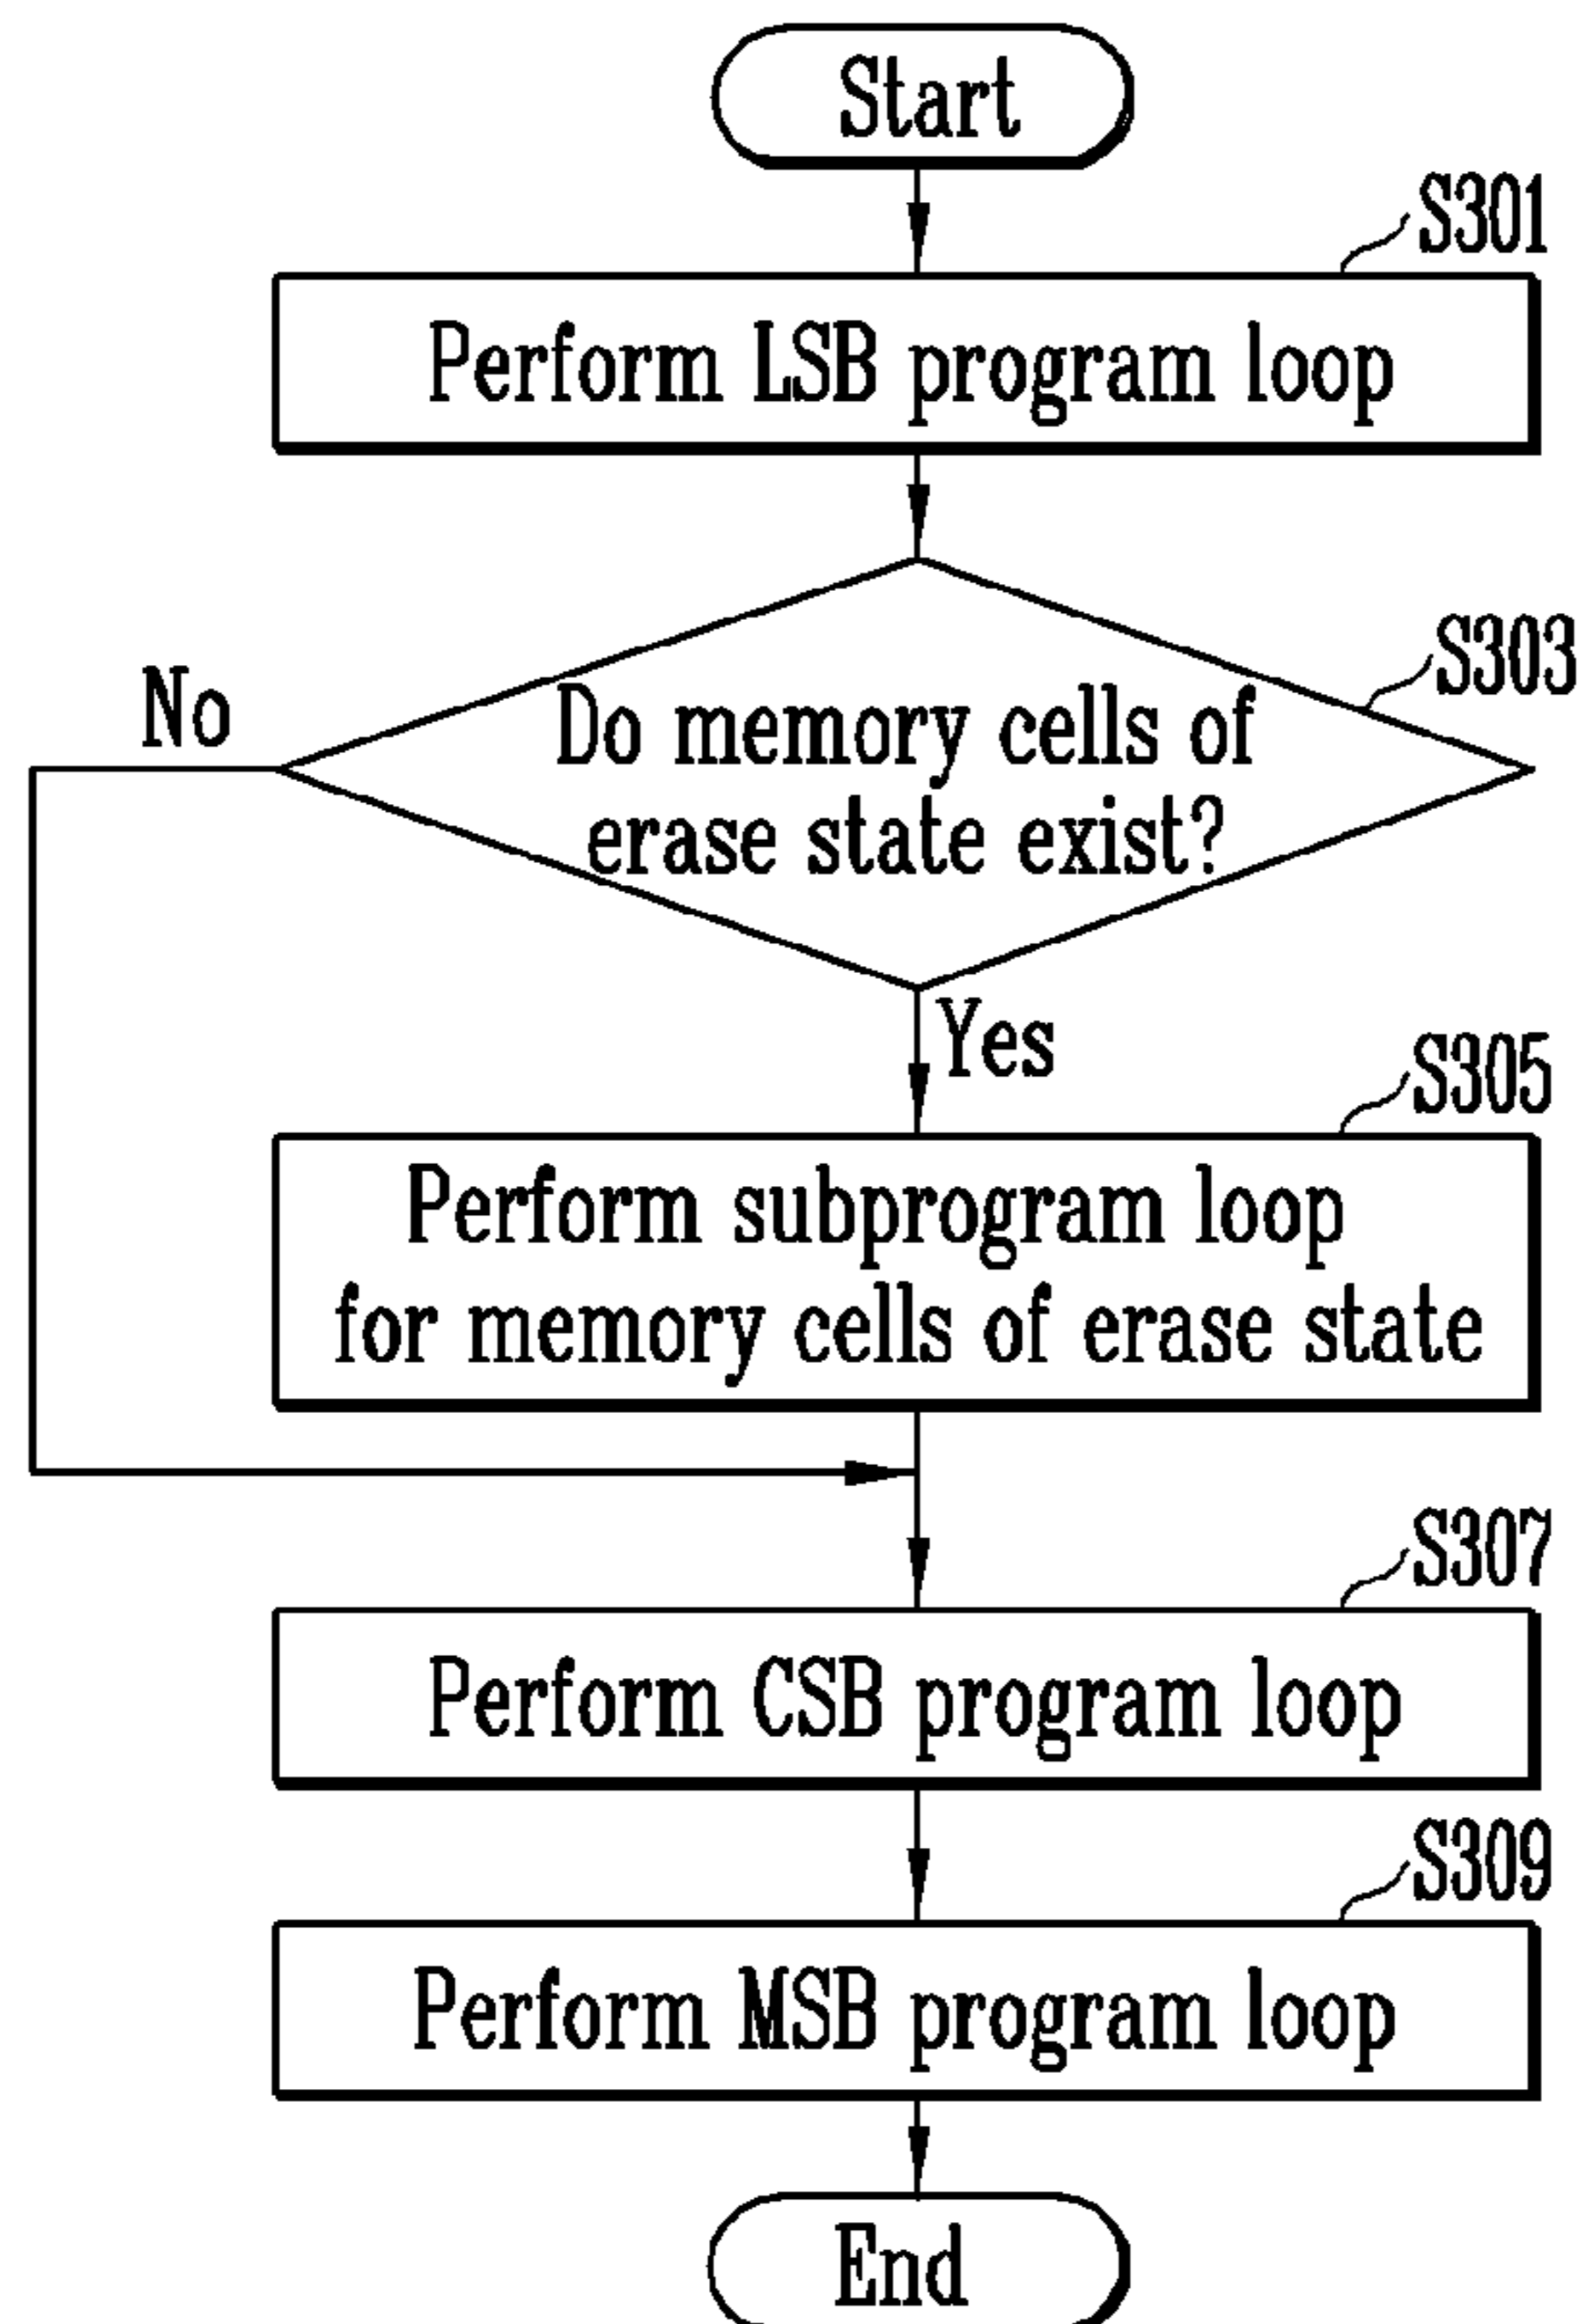 Start
S301
Perform LSB program loop
S303
No
Do memory cells of
erase state exist?
Yes
S305
Perform subprogram loop
for memory cells of erase state
S307
Perform CSB program loop
S309
Perform MSB program loop
End